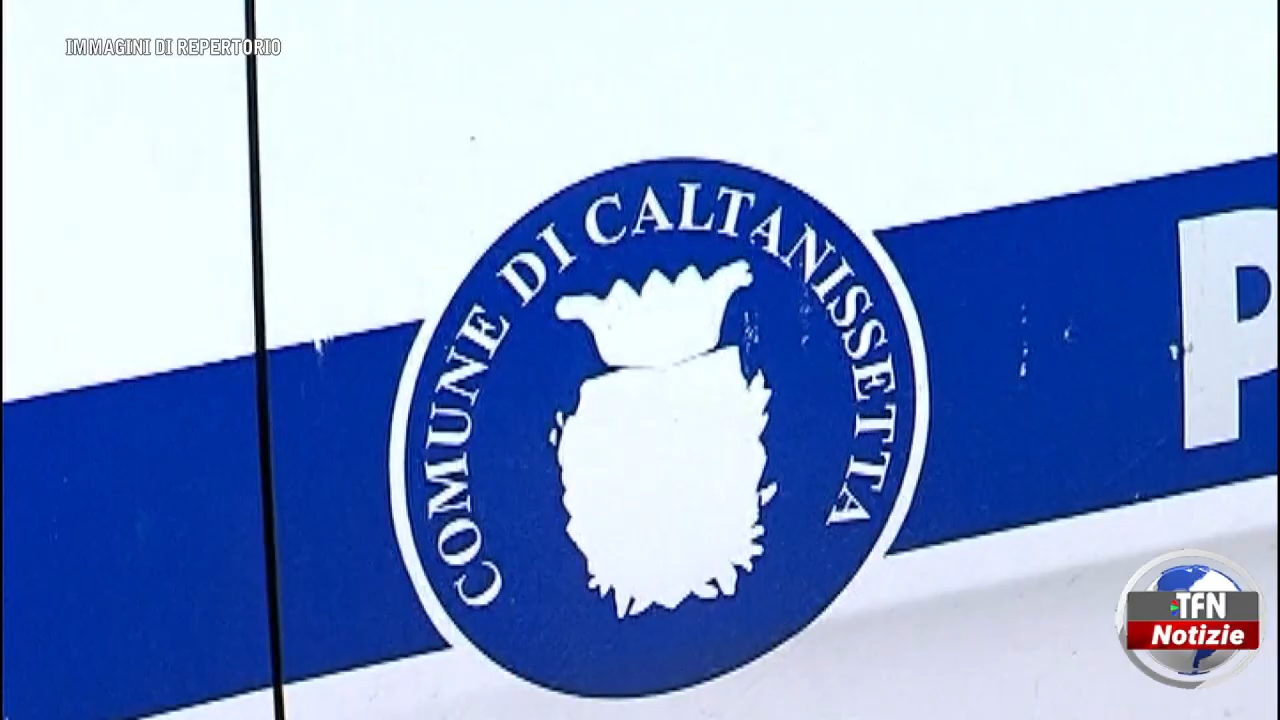 IMMAGINI DI REPERTORIO
COMUNE DI CALTANISSETTA
P
TFN
Notizie